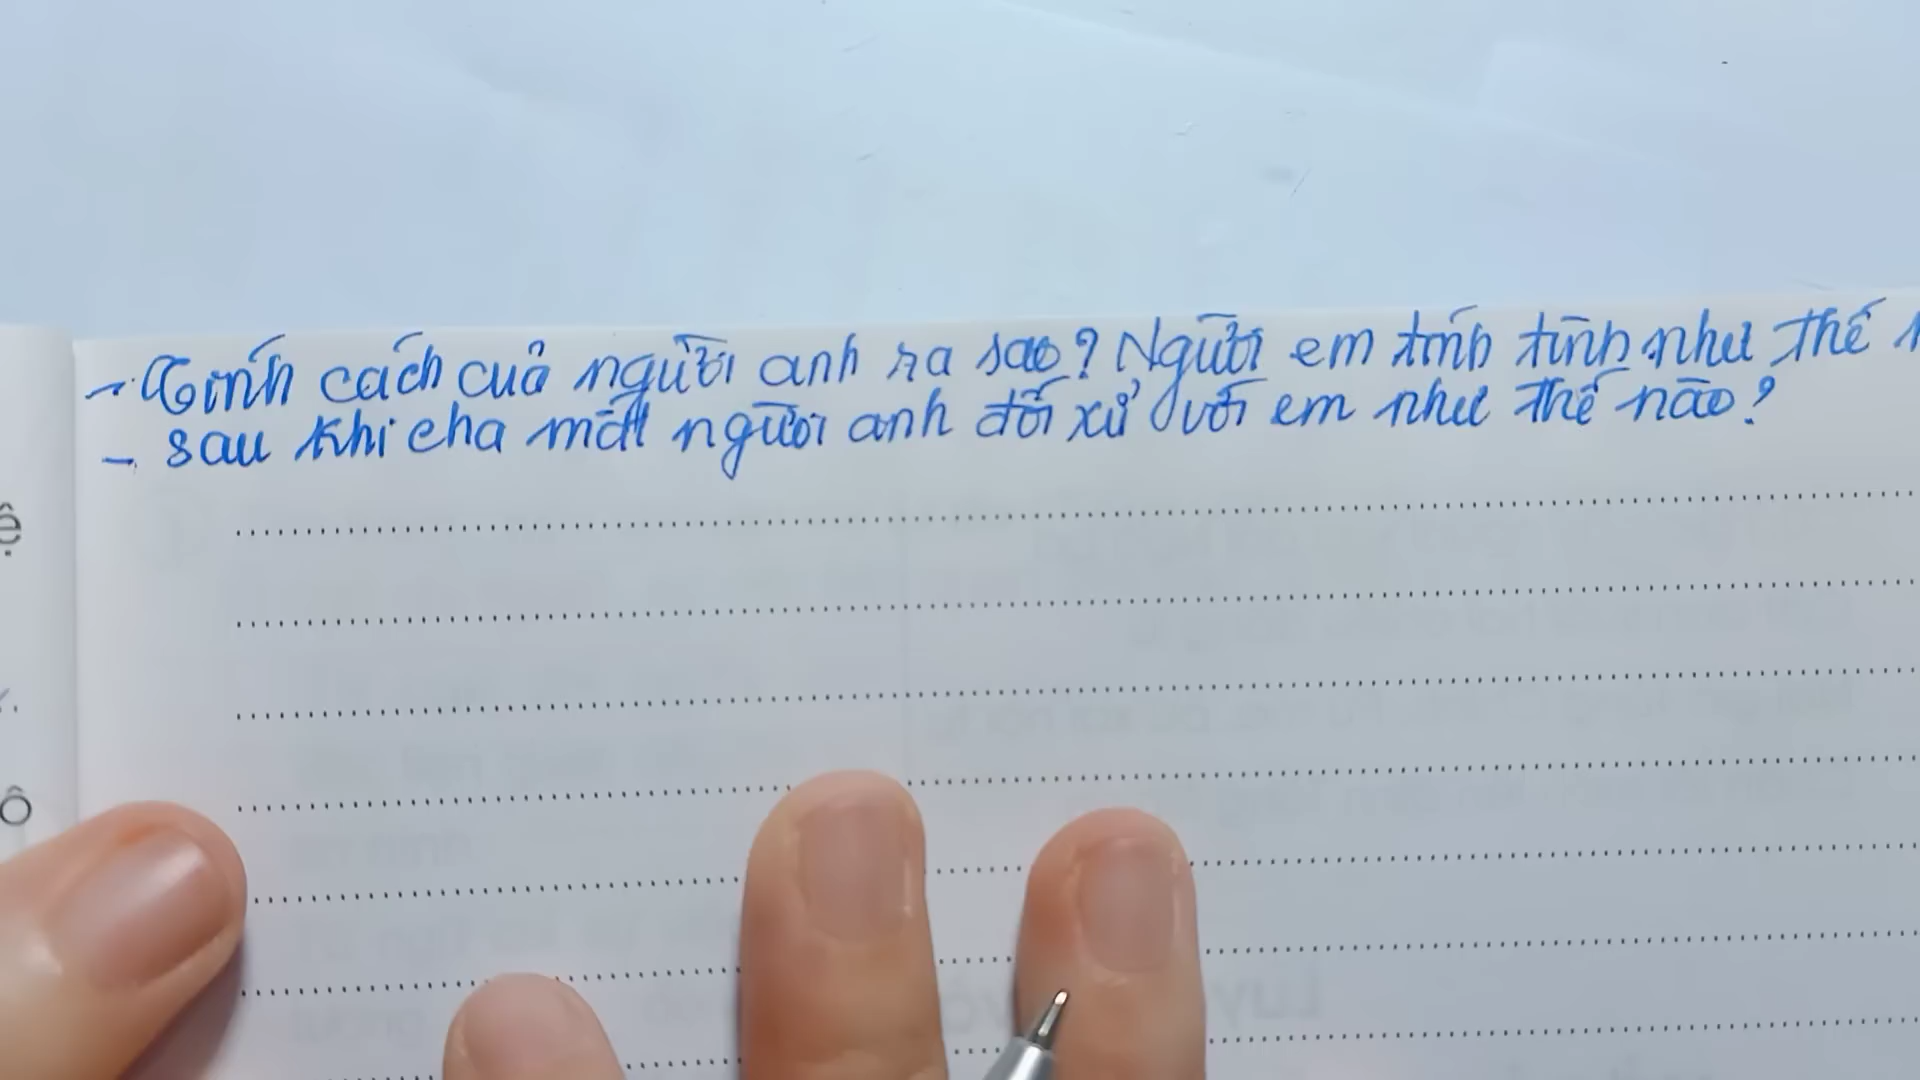 - Tính cách của người anh ra sao? Người em tính tình như thế
- sau khi cha mất người anh đối xử với em như thế nào?
ệ
Ô